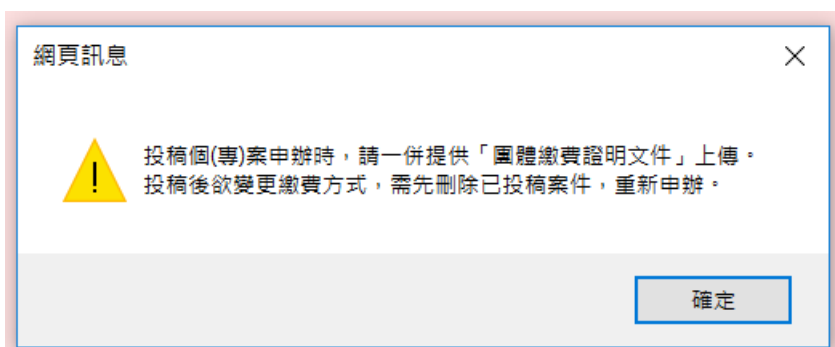 網頁訊息
投稿個(專)案申辦時，請一併提供「團體繳費證明文件」上傳。
投稿後欲變更繳費方式，需先刪除已投稿案件，重新申辦。
確定